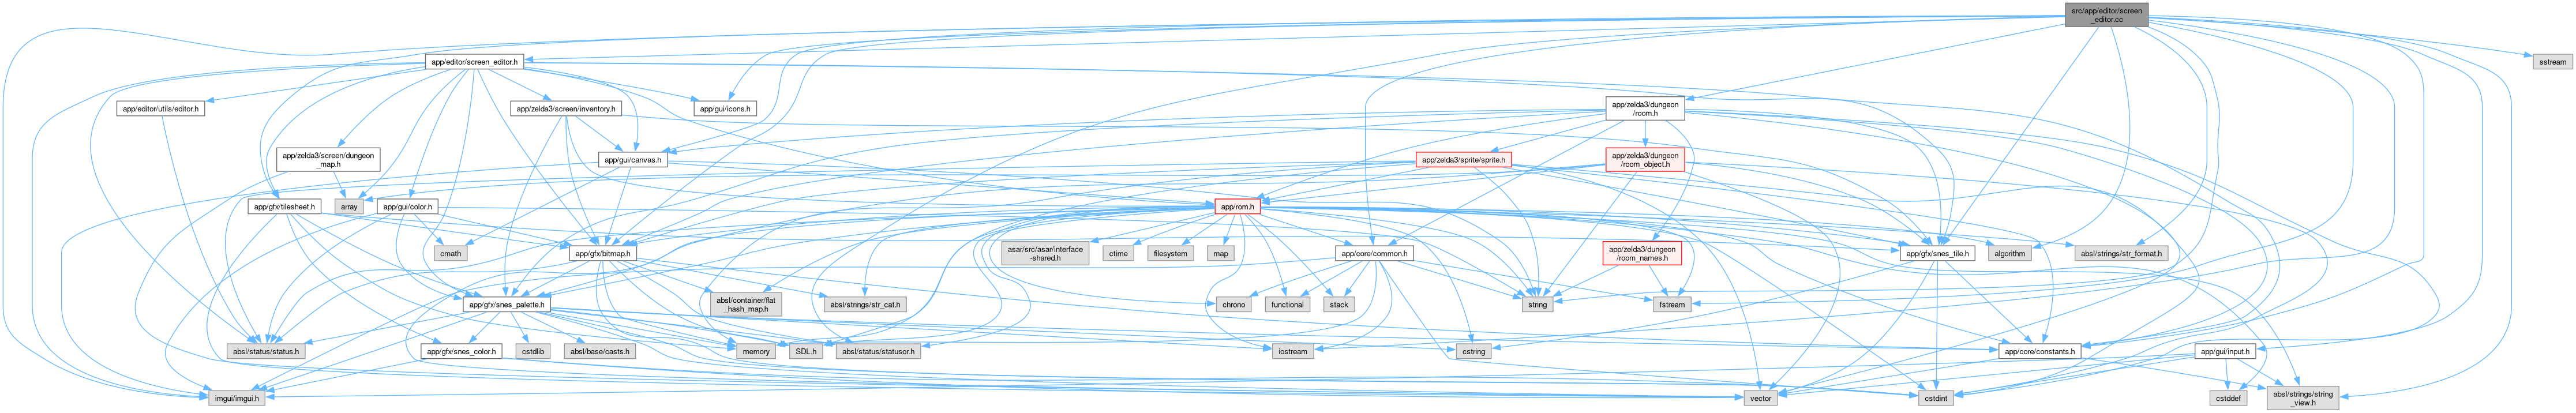 src/app/editor/screen
_editor.cc
app/editor/screen_editor.h
sstream
app/editor/utils/editor.h
app/zelda3/screen/inventory.h
app/gui/icons.h
app/zelda3/dungeon
/room.h
app/zelda3/screen/dungeon
_map.h
app/gui/canvas.h
app/zelda3/sprite/sprite.h
app/zelda3/dungeon
/room_object.h
app/gfx/tilesheet.h
array
app/gui/color.h
app/rom.h
cmath
app/gfx/bitmap.h
asar/src/asar/interface
-shared.h
ctime
filesystem
map
app/core/common.h
app/zelda3/dungeon
/room_names.h
app/gfx/snes_tile.h
algorithm
absl/strings/str_format.h
app/gfx/snes_palette.h
absl/container/flat
_hash_map.h
absl/strings/str_cat.h
chrono
functional
stack
string
fstream
absl/status/status.h
app/gfx/snes_color.h
cstdlib
absl/base/casts.h
memory
SDL.h
absl/status/statusor.h
iostream
cstring
app/core/constants.h
app/gui/input.h
imgui/imgui.h
vector
cstdint
cstddef
absl/strings/string
_view.h